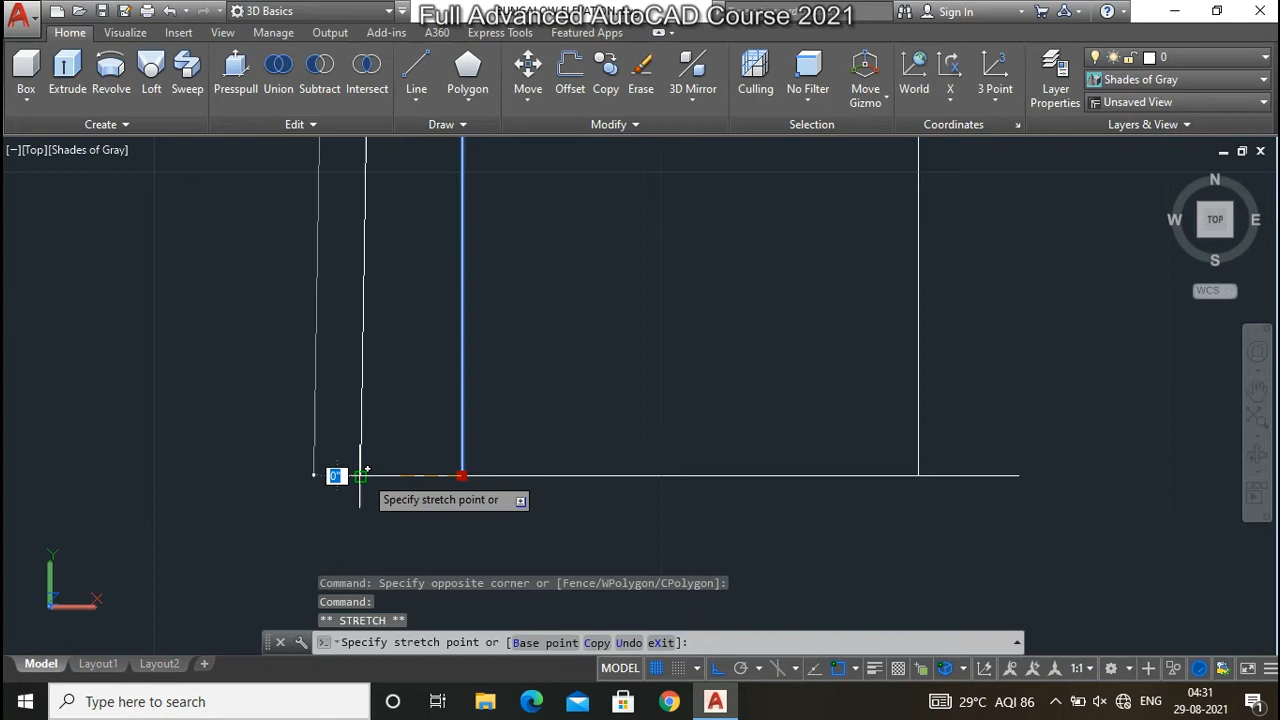 3D Basics
BUNGALOW ELEVATION
Full Advanced AutoCAD Course 2021
Sign In
Home
Visualize
Insert
View
Manage
Output
Add-ins
A360
Express Tools
Featured Apps
Box
Extrude
Revolve
Loft
Sweep
Presspull
Union
Subtract
Intersect
Line
Polygon
Move
Offset
Copy
Erase
3D Mirror
Culling
No Filter
Move
Gizmo
World
X
3 Point
Layer
Properties
0
Shades of Gray
Unsaved View
Create
Edit
Draw
Modify
Selection
Coordinates
Layers & View
[−][Top][Shades of Gray]
N
W
TOP
E
S
WCS
0"
Specify stretch point or
Y
X
Command: Specify opposite corner or [Fence/WPolygon/CPolygon]:
Command:
** STRETCH **
Specify stretch point or [Base point Copy Undo eXit]:
Model
Layout1
Layout2
+
MODEL
1:1
Type here to search
29°C AQI 86
ENG
04:31
29-08-2021
1